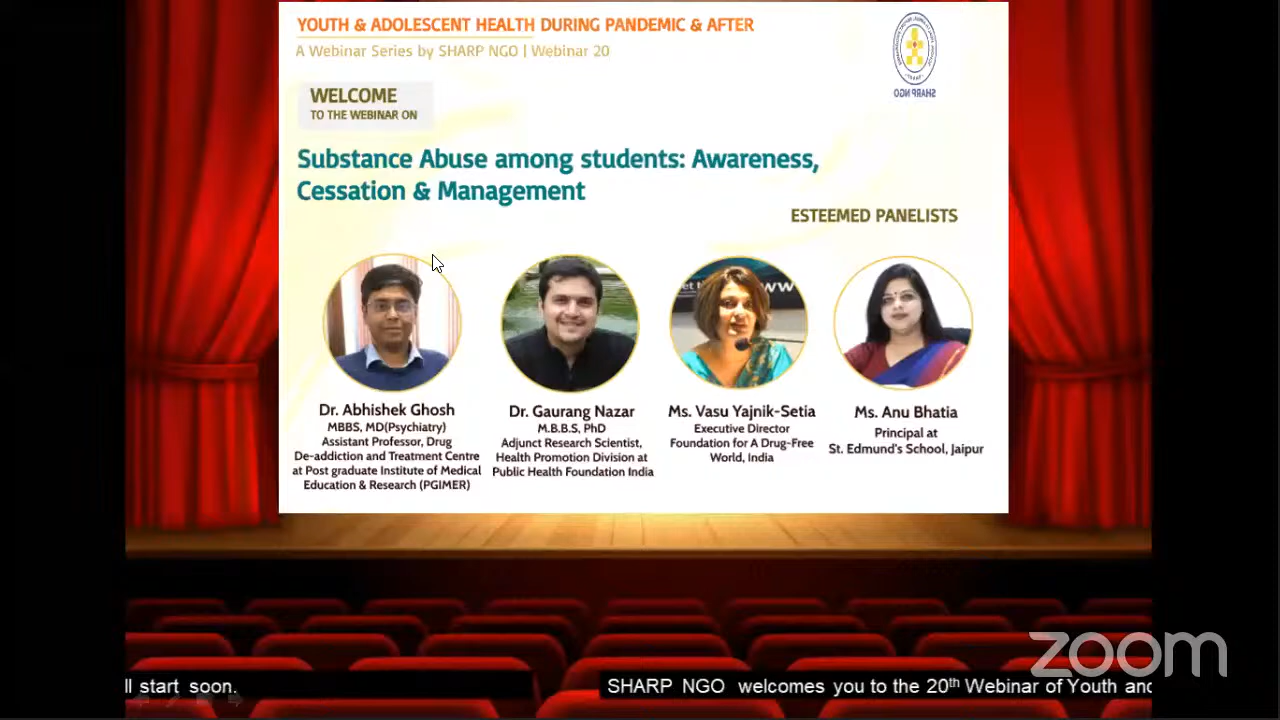 YOUTH & ADOLESCENT HEALTH DURING PANDEMIC & AFTER
A Webinar Series by SHARP NGO | Webinar 20
SHARP NGO
WELCOME
TO THE WEBINAR ON
Substance Abuse among students: Awareness,
Cessation & Management
ESTEEMED PANELISTS
Dr. Abhishek Ghosh
MBBS, MD(Psychiatry)
Assistant Professor, Drug
De-addiction and Treatment Centre
at Post graduate Institute of Medical
Education & Research (PGIMER)
Dr. Gaurang Nazar
M.B.B.S, PhD
Adjunct Research Scientist,
Health Promotion Division at
Public Health Foundation India
Ms. Vasu Yajnik-Setia
Executive Director
Foundation for A Drug-Free
World, India
Ms. Anu Bhatia
Principal at
St. Edmund's School, Jaipur
zoom
ll start soon.
SHARP NGO welcomes you to the 20th Webinar of Youth and